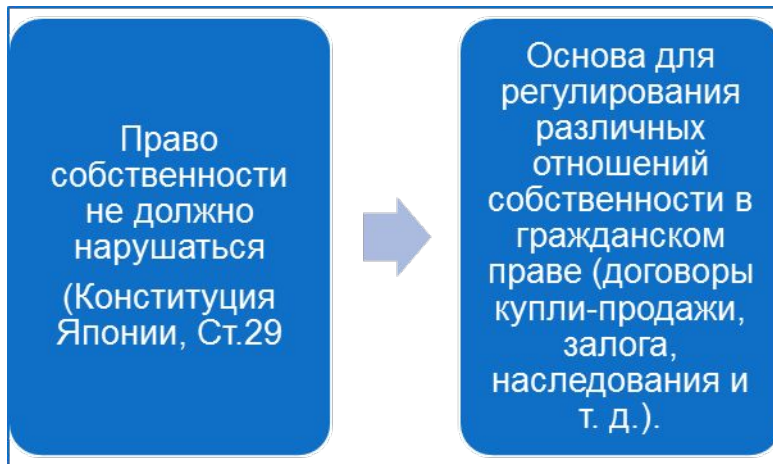 Право
собственности
не должно
нарушаться
(Конституция
Японии, Ст.29
Основа для
регулирования
различных
отношений
собственности в
гражданском
праве (договоры
купли-продажи,
залога,
наследования и
т. д.).